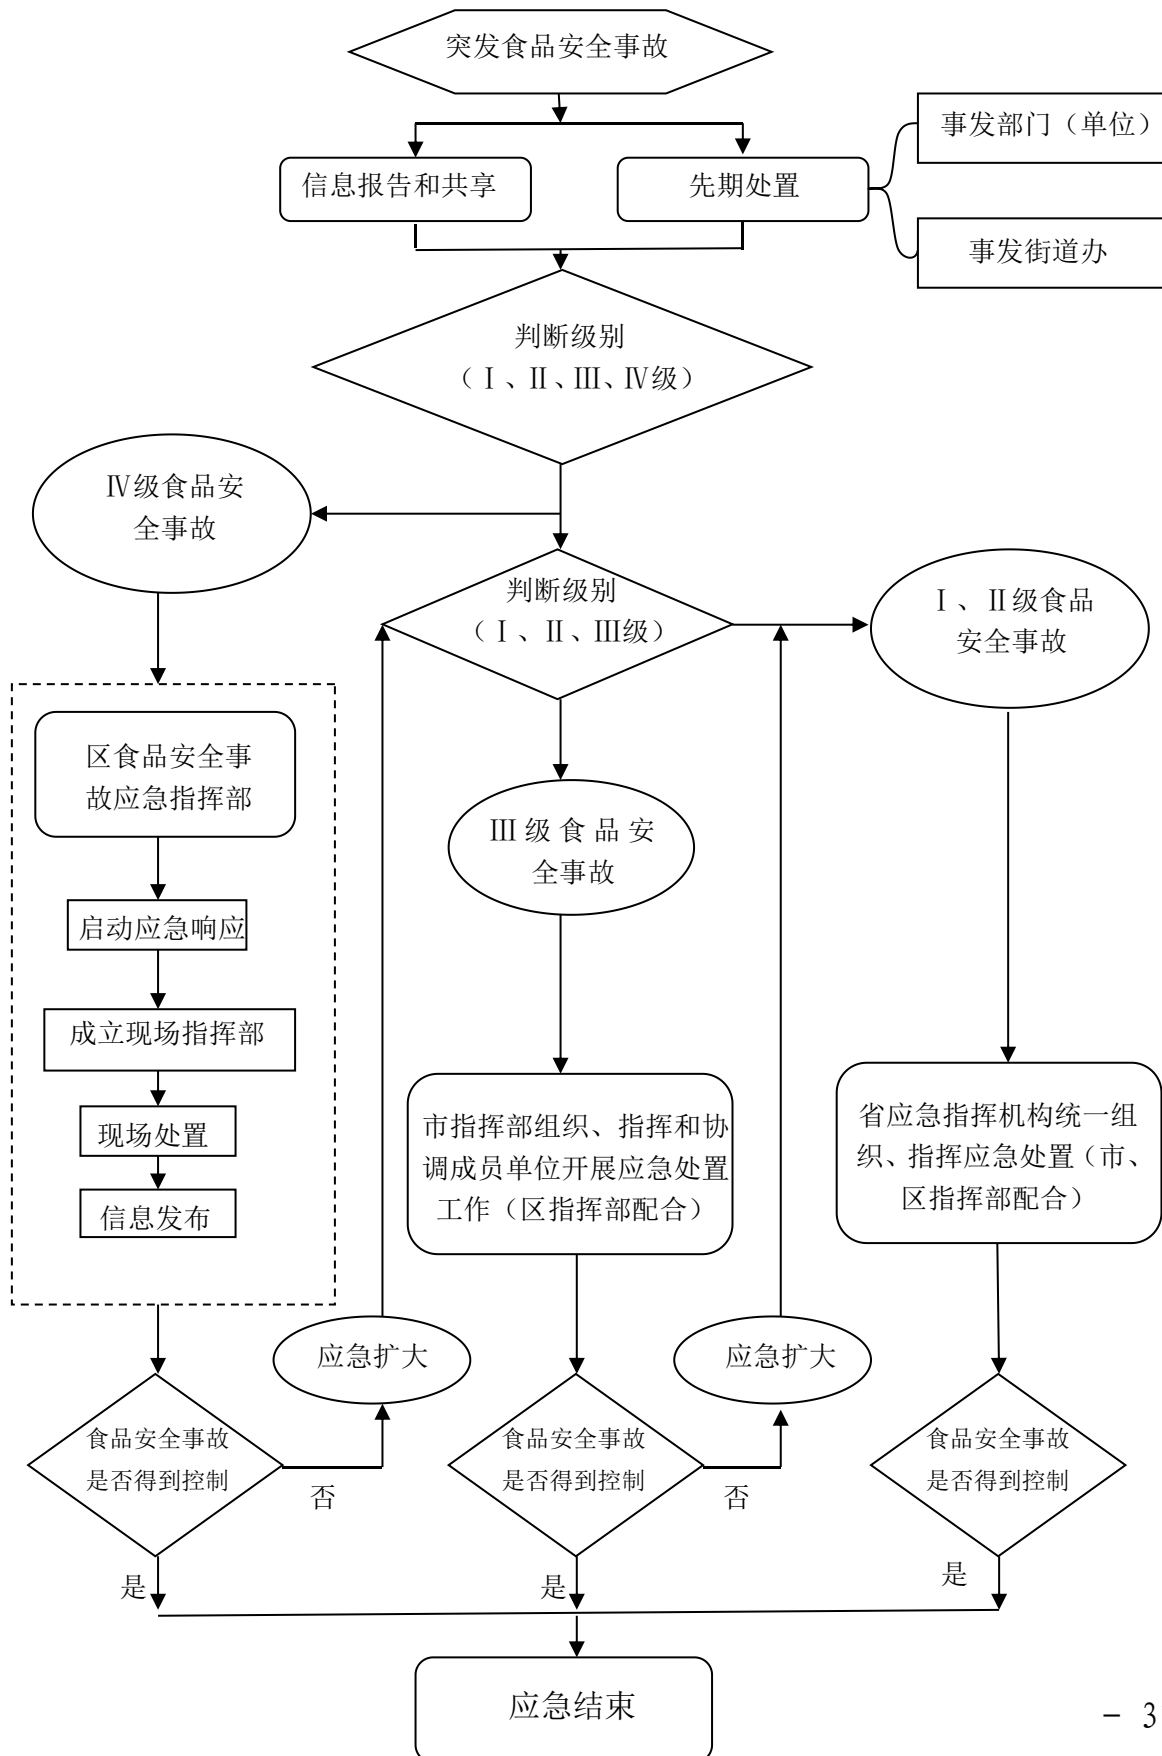 突发食品安全事故
事发部门（单位）
信息报告和共享
先期处置
事发街道办
判断级别
（Ⅰ、Ⅱ、Ⅲ、Ⅳ级）
Ⅳ级食品安
全事故
判断级别
（Ⅰ、Ⅱ、Ⅲ级）
Ⅰ、Ⅱ级食品
安全事故
区食品安全事
故应急指挥部
Ⅲ级食品安
全事故
启动应急响应
成立现场指挥部
现场处置
信息发布
市指挥部组织、指挥和协
调成员单位开展应急处置
工作（区指挥部配合）
省应急指挥机构统一组
织、指挥应急处置（市、
区指挥部配合）
应急扩大
应急扩大
食品安全事故
是否得到控制
否
食品安全事故
是否得到控制
否
食品安全事故
是否得到控制
是
是
是
应急结束
－ 3